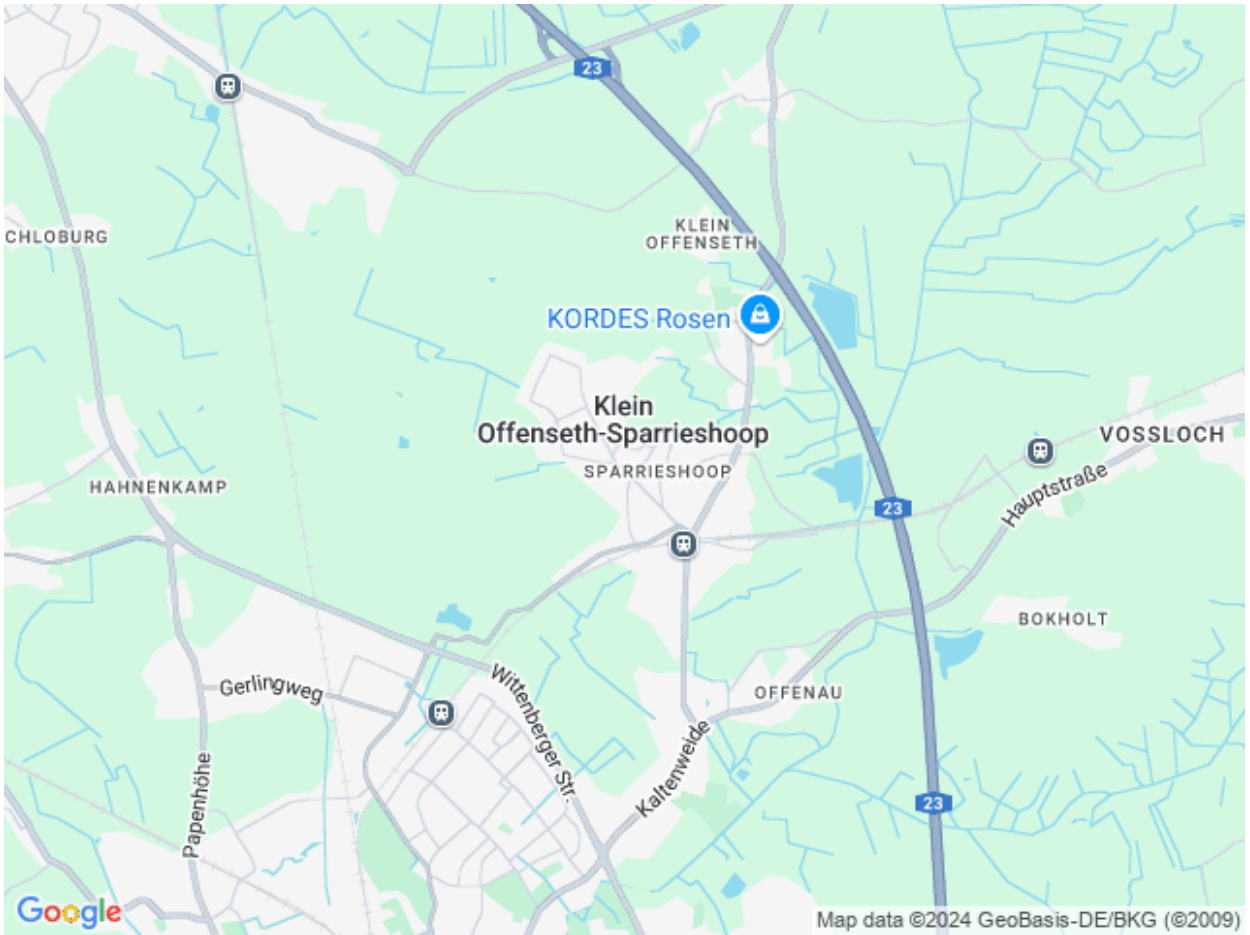 23
KLEIN
OFFENSETH
CHLOBURG
KORDES Rosen
Klein
Offenseth-Sparrieshoop
SPARRIESHOOP
VOSSLOCH
HAHNENKAMP
Hauptstraße
23
BOKHOLT
Gerlingweg
Wittenberger Str.
OFFENAU
Kaltenweide
Papenhöhe
23
Google
Map data ©2024 GeoBasis-DE/BKG (©2009)